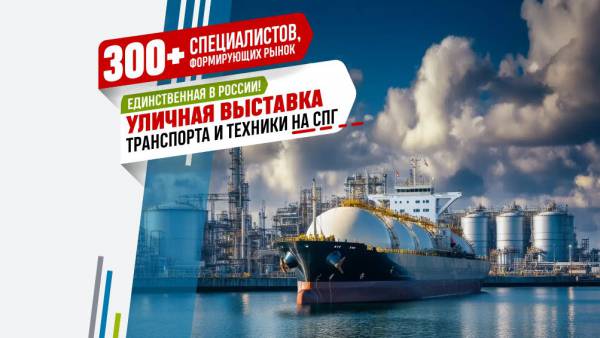 300+ СПЕЦИАЛИСТОВ,
ФОРМИРУЮЩИХ РЫНОК
ЕДИНСТВЕННАЯ В РОССИИ!
УЛИЧНАЯ ВЫСТАВКА
ТРАНСПОРТА И ТЕХНИКИ НА СПГ